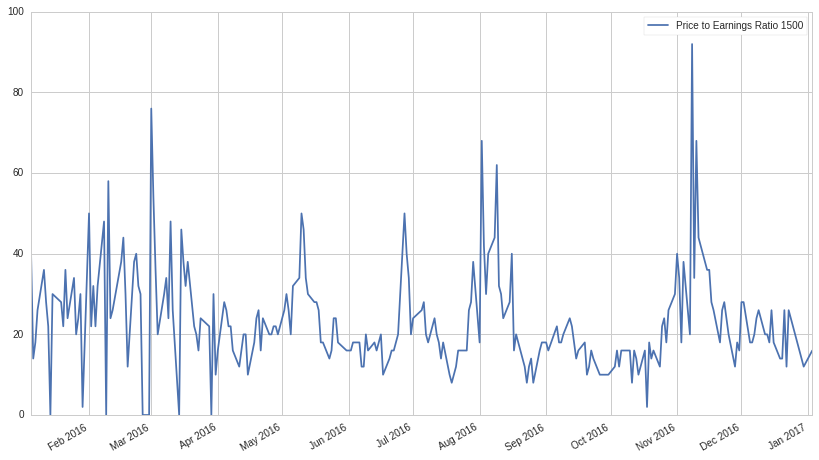 100
Price to Earnings Ratio 1500
80
60
40
20
0
Feb 2016
Mar 2016
Apr 2016
May 2016
Jun 2016
Jul 2016
Aug 2016
Sep 2016
Oct 2016
Nov 2016
Dec 2016
Jan 2017